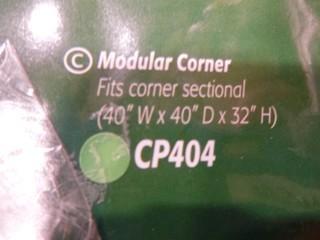 Ⓒ Modular Corner
Fits corner sectional
(40" W x 40" D x 32" H)
CP404